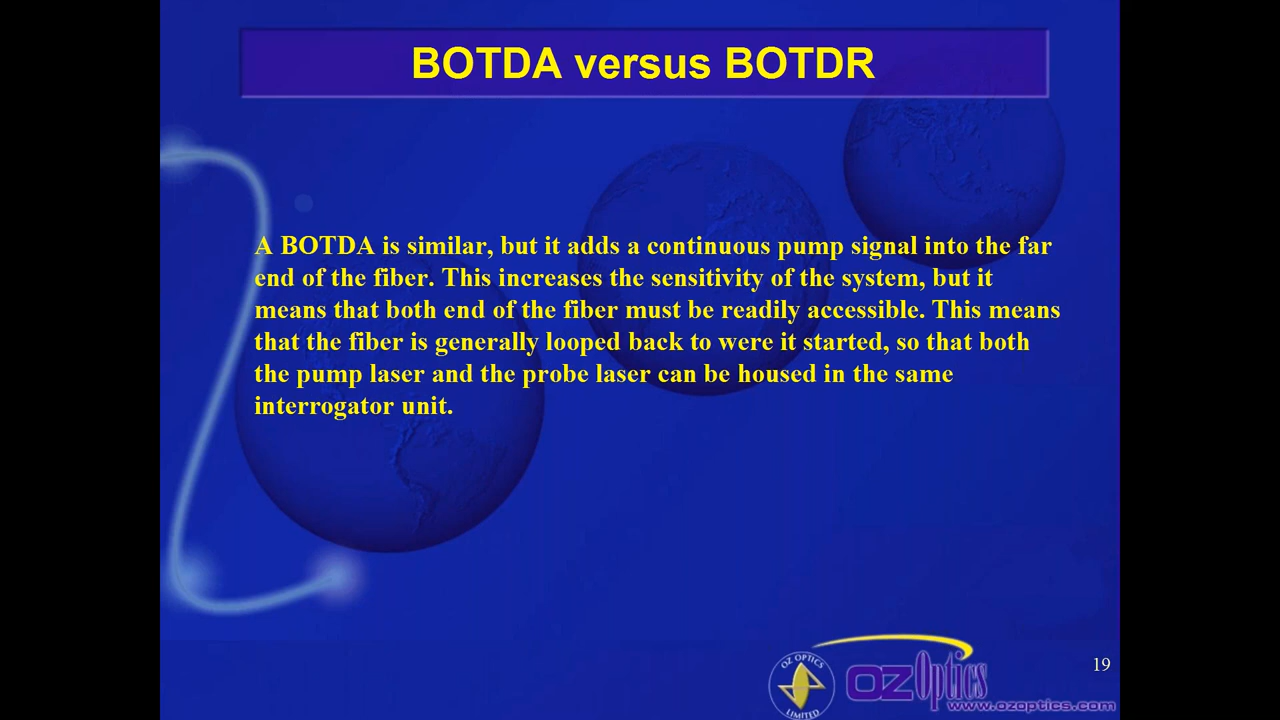 BOTDA versus BOTDR
A BOTDA is similar, but it adds a continuous pump signal into the far
end of the fiber. This increases the sensitivity of the system, but it
means that both end of the fiber must be readily accessible. This means
that the fiber is generally looped back to were it started, so that both
the pump laser and the probe laser can be housed in the same
interrogator unit.
OZ OPTICS
LIMITED
OZ Optics
www.ozoptics.com
19